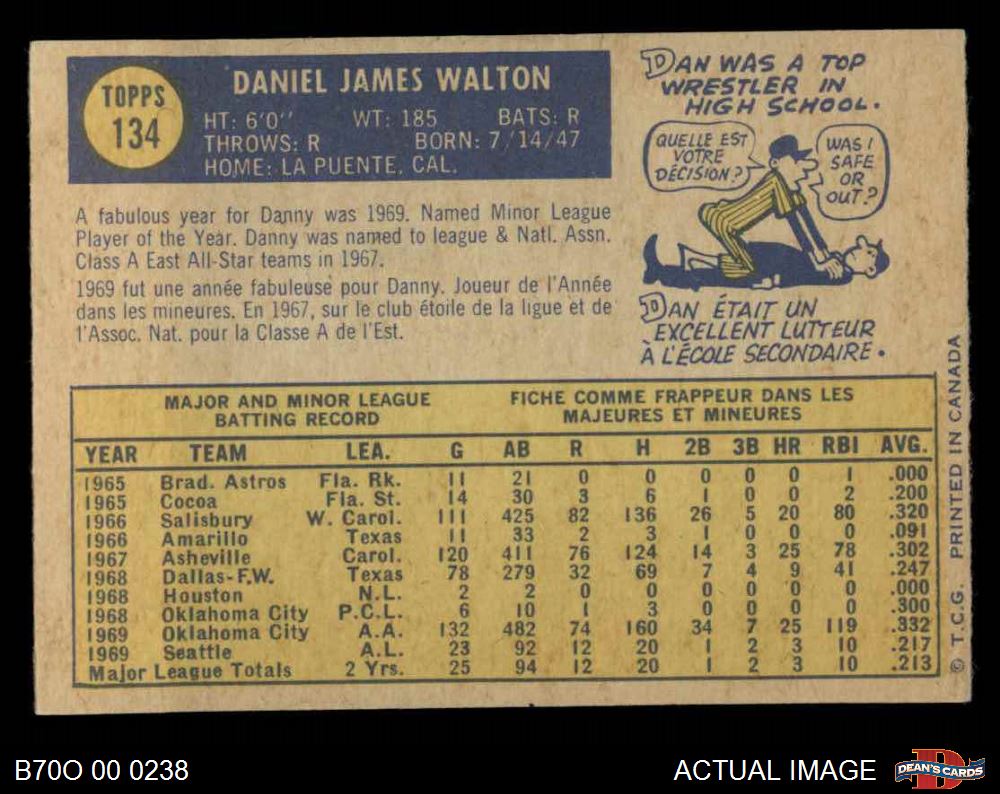 TOPPS
134
DANIEL JAMES WALTON
HT: 6'0'' WT: 185 BATS: R
THROWS: R BORN: 7/14/47
HOME: LA PUENTE, CAL.
A fabulous year for Danny was 1969. Named Minor League
Player of the Year. Danny was named to league & Natl. Assn.
Class A East All-Star teams in 1967.
1969 fut une année fabuleuse pour Danny. Joueur de l'Année
dans les mineures. En 1967, sur le club étoile de la ligue et de
l'Assoc. Nat. pour la Classe A de l'Est.
DAN WAS A TOP
WRESTLER IN
HIGH SCHOOL.
QUELLE EST
VOTRE
DÉCISION?
WAS I
SAFE
OR
OUT?
DAN ÉTAIT UN
EXCELLENT LUTTEUR
À L'ÉCOLE SECONDAIRE.
MAJOR AND MINOR LEAGUE
BATTING RECORD
FICHE COMME FRAPPEUR DANS LES
MAJEURES ET MINEURES
YEAR TEAM LEA. G AB R H 2B 3B HR RBI AVG.
1965 Brad. Astros Fla. Rk. 11 21 0 0 0 0 0 1 .000
1965 Cocoa Fla. St. 14 30 3 6 1 0 0 2 .200
1966 Salisbury W. Carol. 111 425 82 136 26 5 20 80 .320
1966 Amarillo Texas 11 33 2 3 1 0 0 0 .091
1967 Asheville Carol. 120 411 76 124 14 3 25 78 .302
1968 Dallas-F.W. Texas 78 279 32 69 7 4 9 41 .247
1968 Houston N.L. 2 2 0 0 0 0 0 0 .000
1968 Oklahoma City P.C.L. 6 10 1 3 0 0 0 0 .300
1969 Oklahoma City A.A. 132 482 74 160 34 7 25 119 .332
1969 Seattle A.L. 23 92 12 20 1 2 3 10 .217
Major League Totals 2 Yrs. 25 94 12 20 1 2 3 10 .213
© T.C.G. PRINTED IN CANADA
B70O 00 0238
ACTUAL IMAGE
DEAN'S CARDS